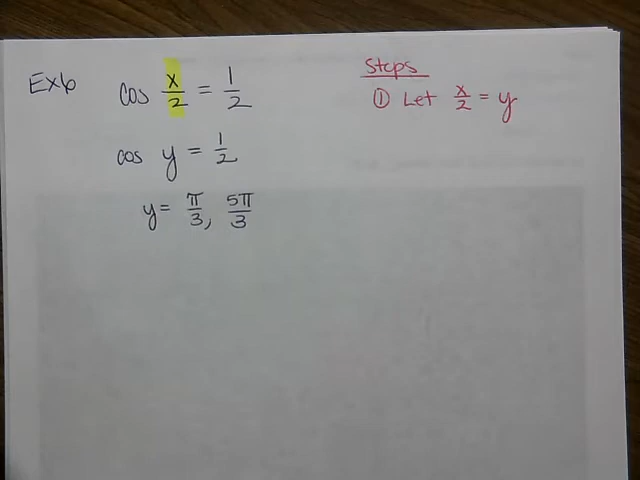 Ex6 cos x/2 = 1/2
cos y = 1/2
y = π/3, 5π/3
Steps
① Let x/2 = y